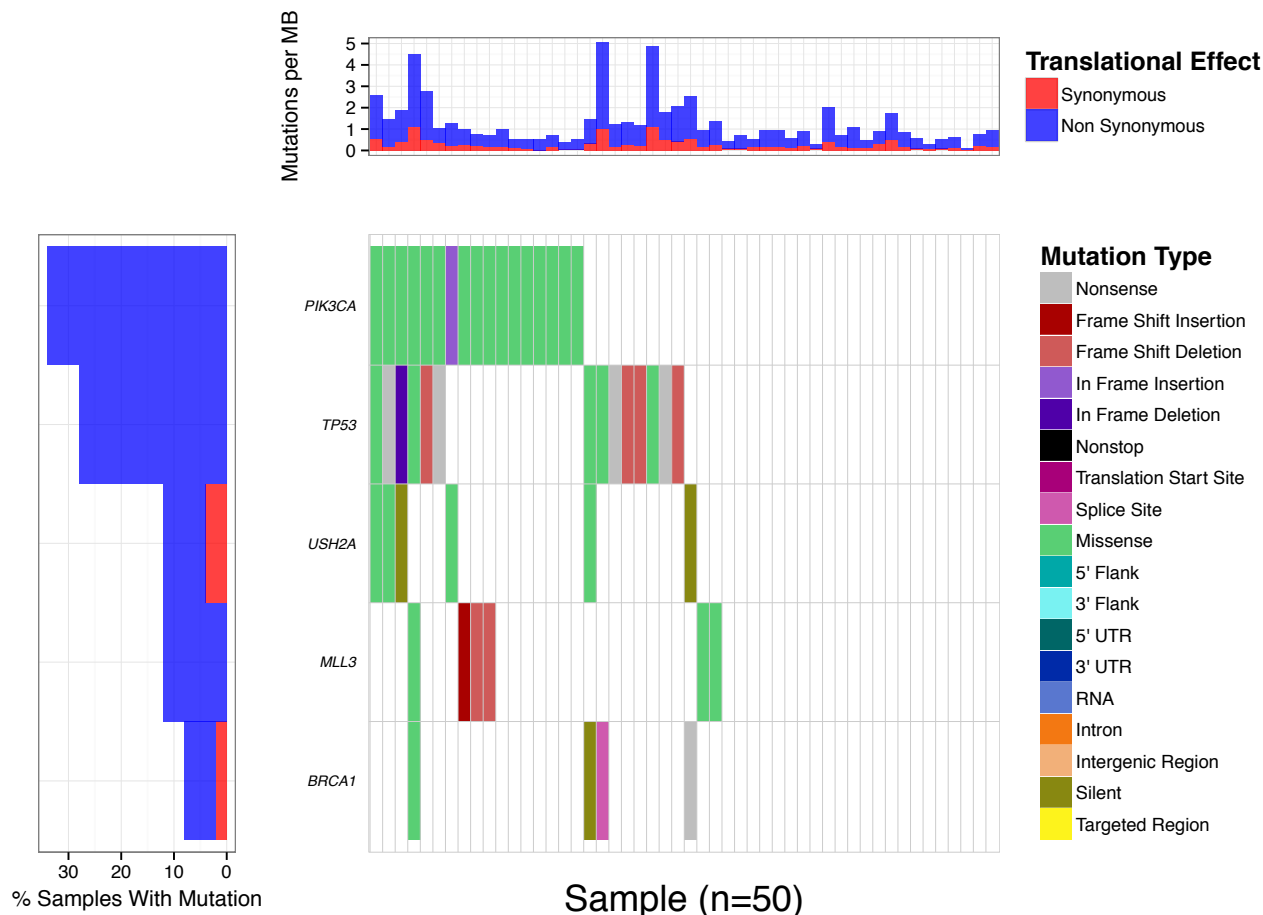 Mutations per MB
5
4
3
2
1
0
Translational Effect
Synonymous
Non Synonymous
PIK3CA
TP53
USH2A
MLL3
BRCA1
Mutation Type
Nonsense
Frame Shift Insertion
Frame Shift Deletion
In Frame Insertion
In Frame Deletion
Nonstop
Translation Start Site
Splice Site
Missense
5' Flank
3' Flank
5' UTR
3' UTR
RNA
Intron
Intergenic Region
Silent
Targeted Region
30 20 10 0
% Samples With Mutation
Sample (n=50)